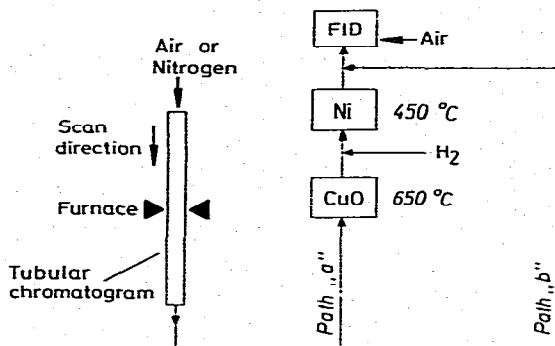 Air or
Nitrogen
Scan
direction
Furnace
Tubular
chromatogram
FID
Air
Ni
450 °C
H2
CuO
650 °C
Path „a"
Path „b"